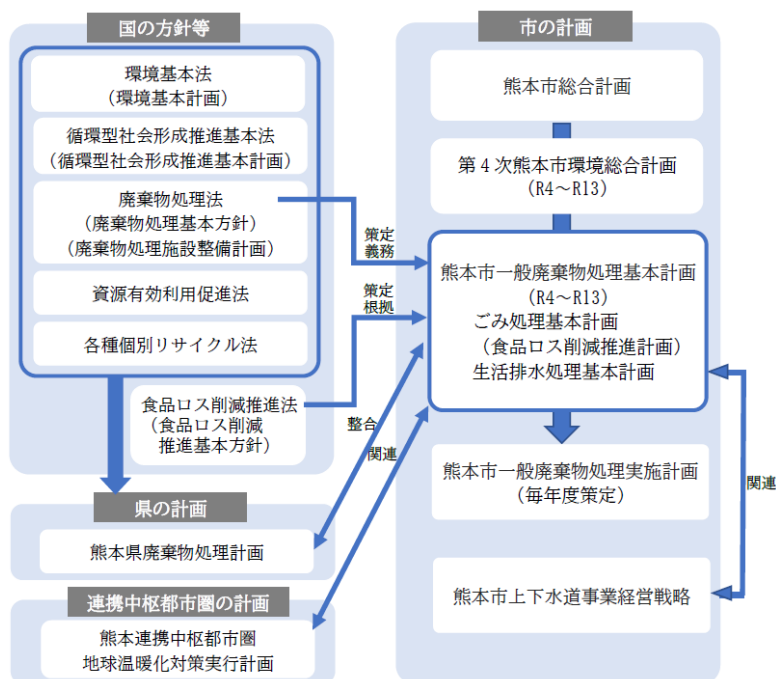 国の方針等
環境基本法
（環境基本計画）
循環型社会形成推進基本法
（循環型社会形成推進基本計画）
廃棄物処理法
（廃棄物処理基本方針）
（廃棄物処理施設整備計画）
資源有効利用促進法
各種個別リサイクル法
食品ロス削減推進法
（食品ロス削減
推進基本方針）
県の計画
熊本県廃棄物処理計画
連携中枢都市圏の計画
熊本連携中枢都市圏
地球温暖化対策実行計画
策定
義務
策定
根拠
整合
関連
市の計画
熊本市総合計画
第４次熊本市環境総合計画
（R4～R13）
熊本市一般廃棄物処理基本計画
（R4～R13）
ごみ処理基本計画
（食品ロス削減推進計画）
生活排水処理基本計画
熊本市一般廃棄物処理実施計画
（毎年度策定）
熊本市上下水道事業経営戦略
関連